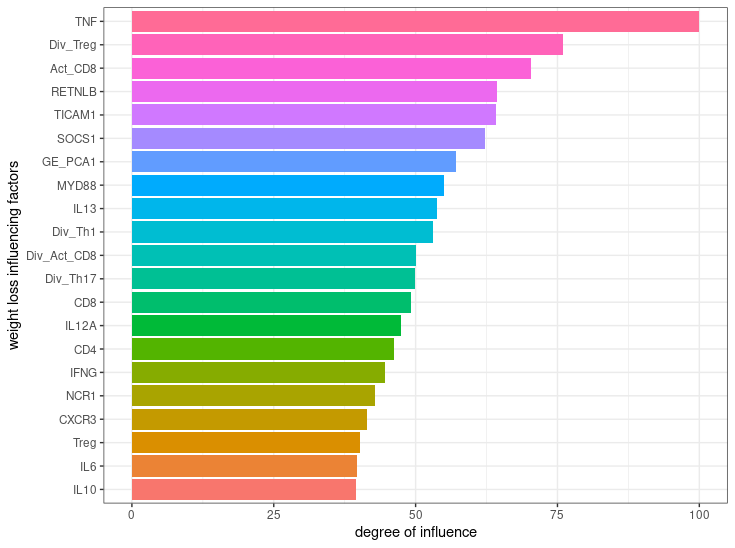 weight loss influencing factors
TNF
Div_Treg
Act_CD8
RETNLB
TICAM1
SOCS1
GE_PCA1
MYD88
IL13
Div_Th1
Div_Act_CD8
Div_Th17
CD8
IL12A
CD4
IFNG
NCR1
CXCR3
Treg
IL6
IL10
0 25 50 75 100
degree of influence